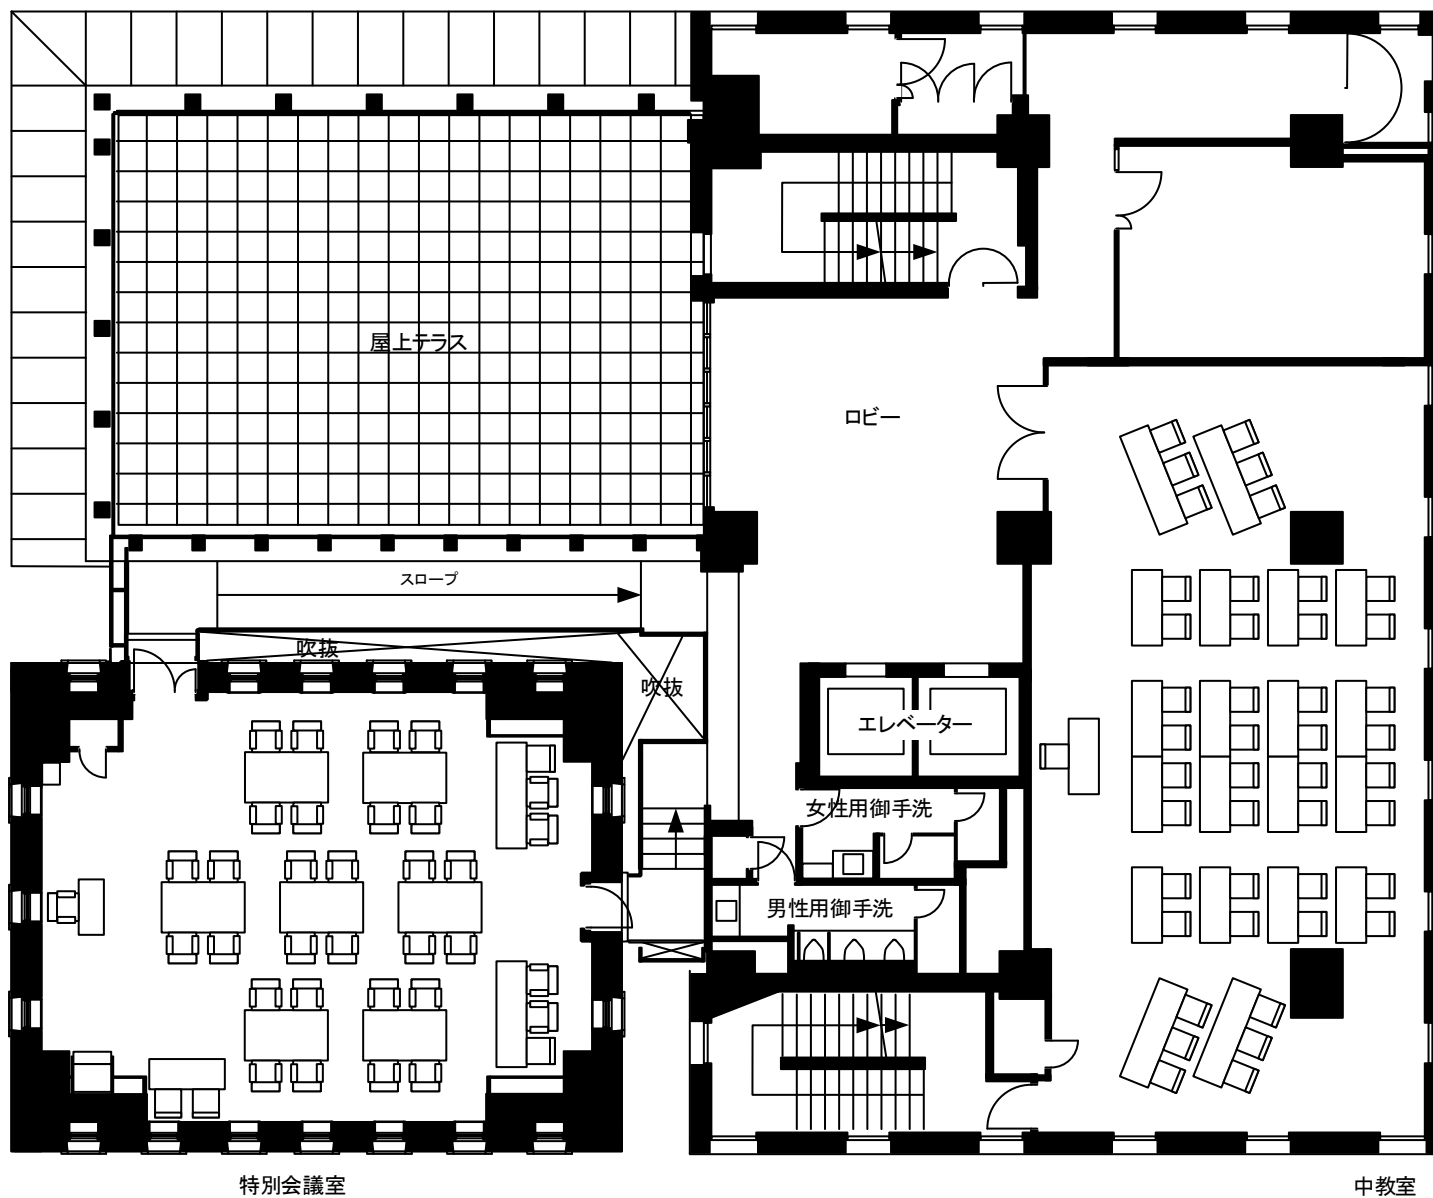 屋上テラス
ロビー
スロープ
吹抜
吹抜
エレベーター
女性用御手洗
男性用御手洗
特別会議室
中教室